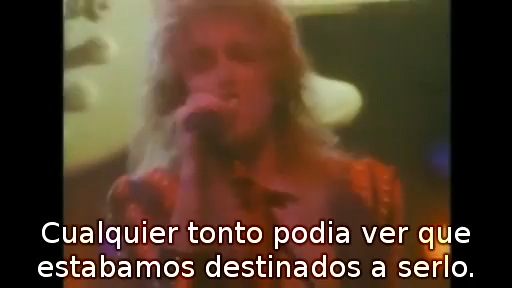 Cualquier tonto podia ver que
estabamos destinados a serlo.